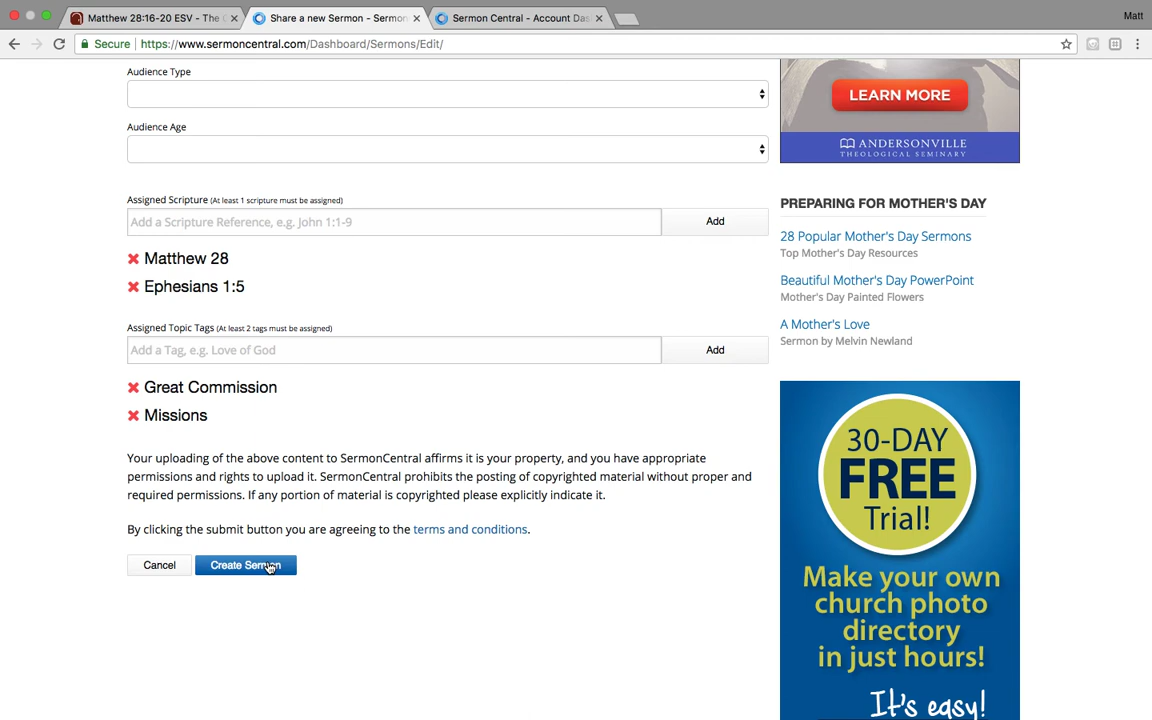 Matthew 28:16-20 ESV - The
Share a new Sermon - Sermon
Sermon Central - Account Das
Matt
Secure
https://www.sermoncentral.com/Dashboard/Sermons/Edit/
Audience Type
Audience Age
Assigned Scripture (At least 1 scripture must be assigned)
Add a Scripture Reference, e.g. John 1:1-9
Add
Matthew 28
Ephesians 1:5
Assigned Topic Tags (At least 2 tags must be assigned)
Add a Tag, e.g. Love of God
Add
Great Commission
Missions
Your uploading of the above content to SermonCentral affirms it is your property, and you have appropriate
permissions and rights to upload it. SermonCentral prohibits the posting of copyrighted material without proper and
required permissions. If any portion of material is copyrighted please explicitly indicate it.
By clicking the submit button you are agreeing to the terms and conditions.
Cancel
Create Sermon
LEARN MORE
ANDERSONVILLE
THEOLOGICAL SEMINARY
PREPARING FOR MOTHER'S DAY
28 Popular Mother's Day Sermons
Top Mother's Day Resources
Beautiful Mother's Day PowerPoint
Mother's Day Painted Flowers
A Mother's Love
Sermon by Melvin Newland
30-DAY
FREE
Trial!
Make your own
church photo
directory
in just hours!
It's easy!